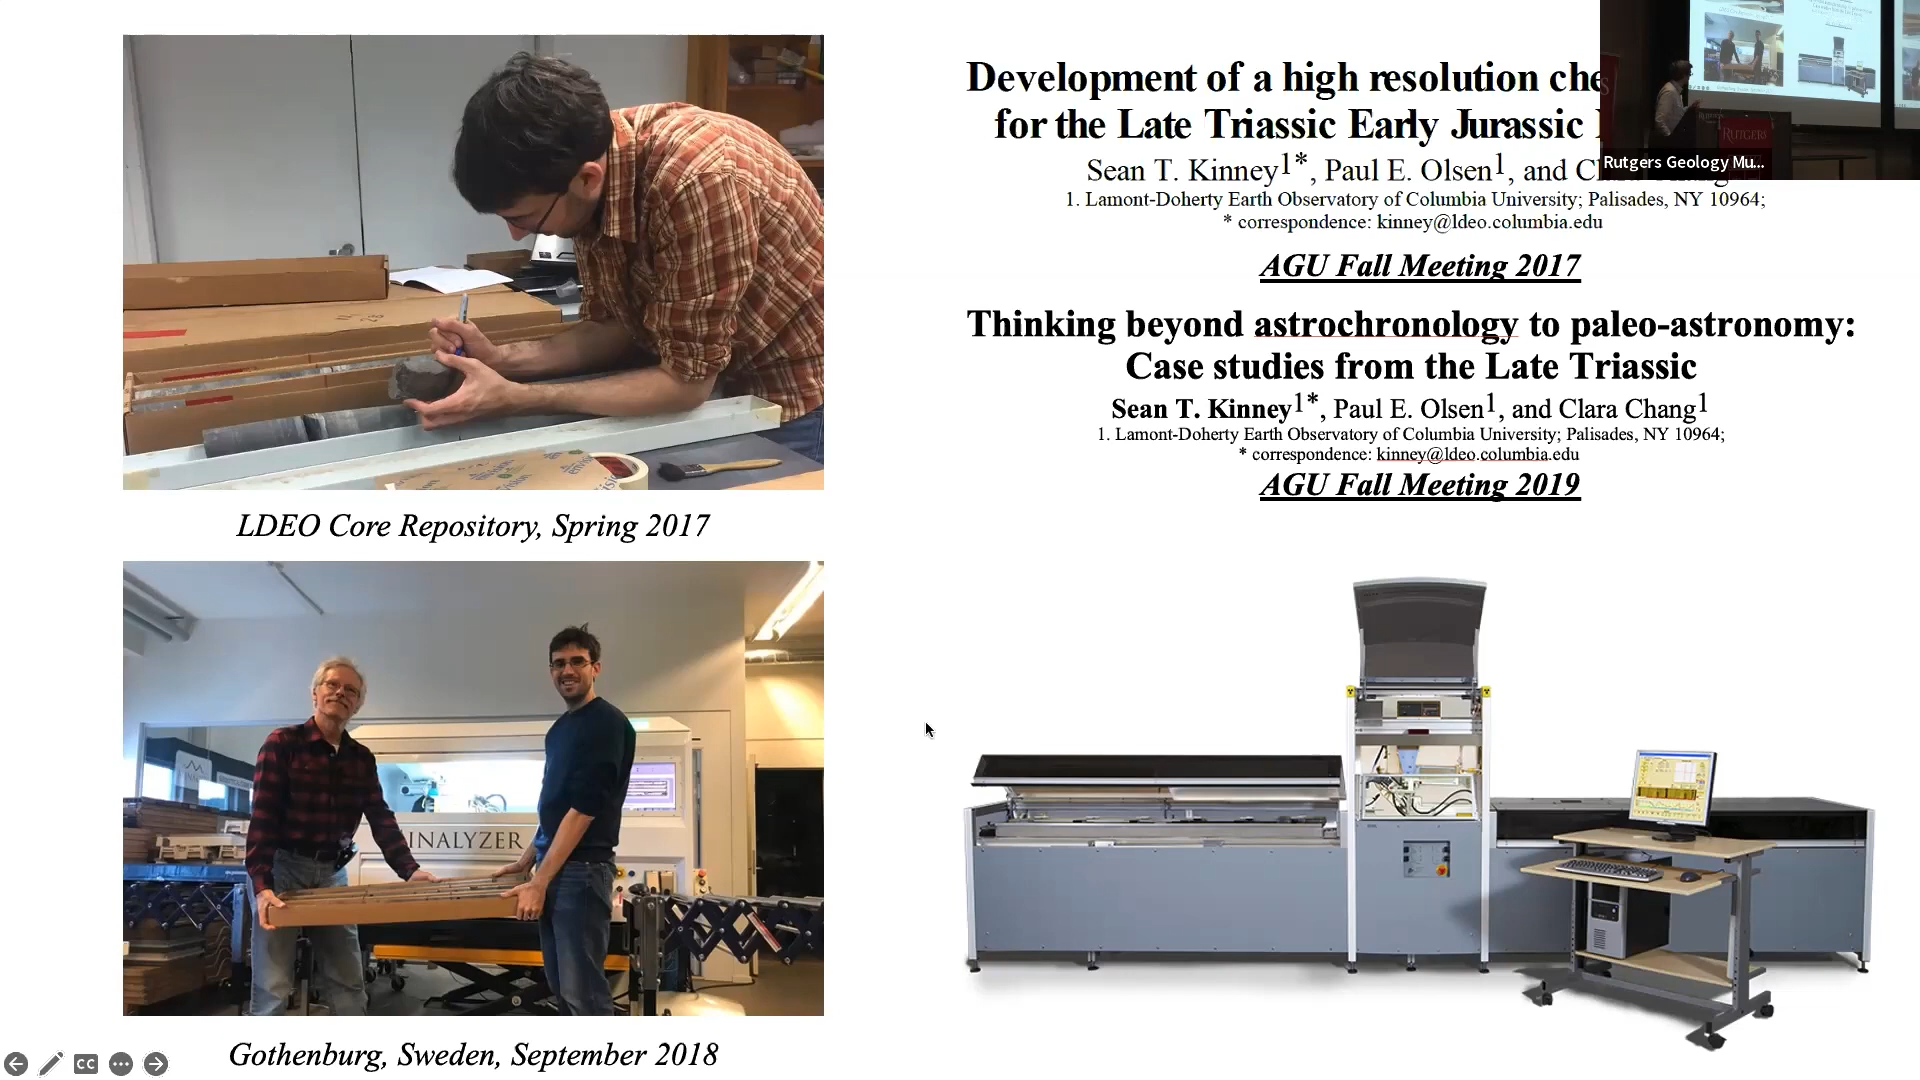 Development of a high resolution che
for the Late Triassic Early Jurassic
Sean T. Kinney1*, Paul E. Olsen1, and
1. Lamont-Doherty Earth Observatory of Columbia University; Palisades, NY 10964;
* correspondence: kinney@ldeo.columbia.edu
AGU Fall Meeting 2017
Thinking beyond astrochronology to paleo-astronomy:
Case studies from the Late Triassic
Sean T. Kinney1*, Paul E. Olsen1, and Clara Chang1
1. Lamont-Doherty Earth Observatory of Columbia University; Palisades, NY 10964;
* correspondence: kinney@ldeo.columbia.edu
AGU Fall Meeting 2019
RUTGERS
Rutgers Geology Mu...
LDEO Core Repository, Spring 2017
INALYZER
Gothenburg, Sweden, September 2018
CC